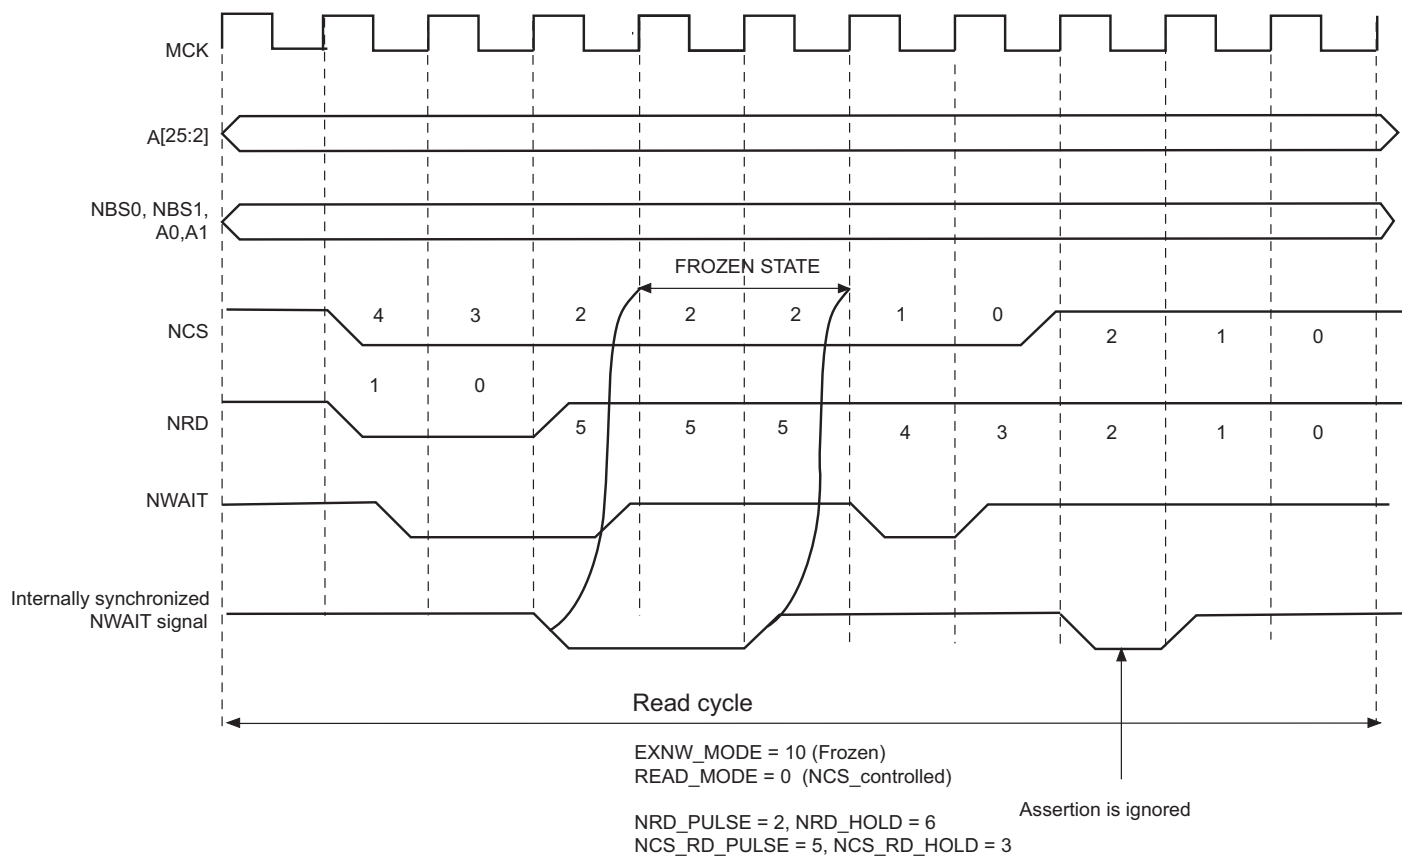 MCK
A[25:2]
NBS0, NBS1,
A0,A1
FROZEN STATE
NCS
4 3 2 2 2 1 0
2 1 0
1 0
NRD
5 5 5 4 3 2 1 0
NWAIT
Internally synchronized
NWAIT signal
Read cycle
EXNW_MODE = 10 (Frozen)
READ_MODE = 0 (NCS_controlled)
Assertion is ignored
NRD_PULSE = 2, NRD_HOLD = 6
NCS_RD_PULSE = 5, NCS_RD_HOLD = 3